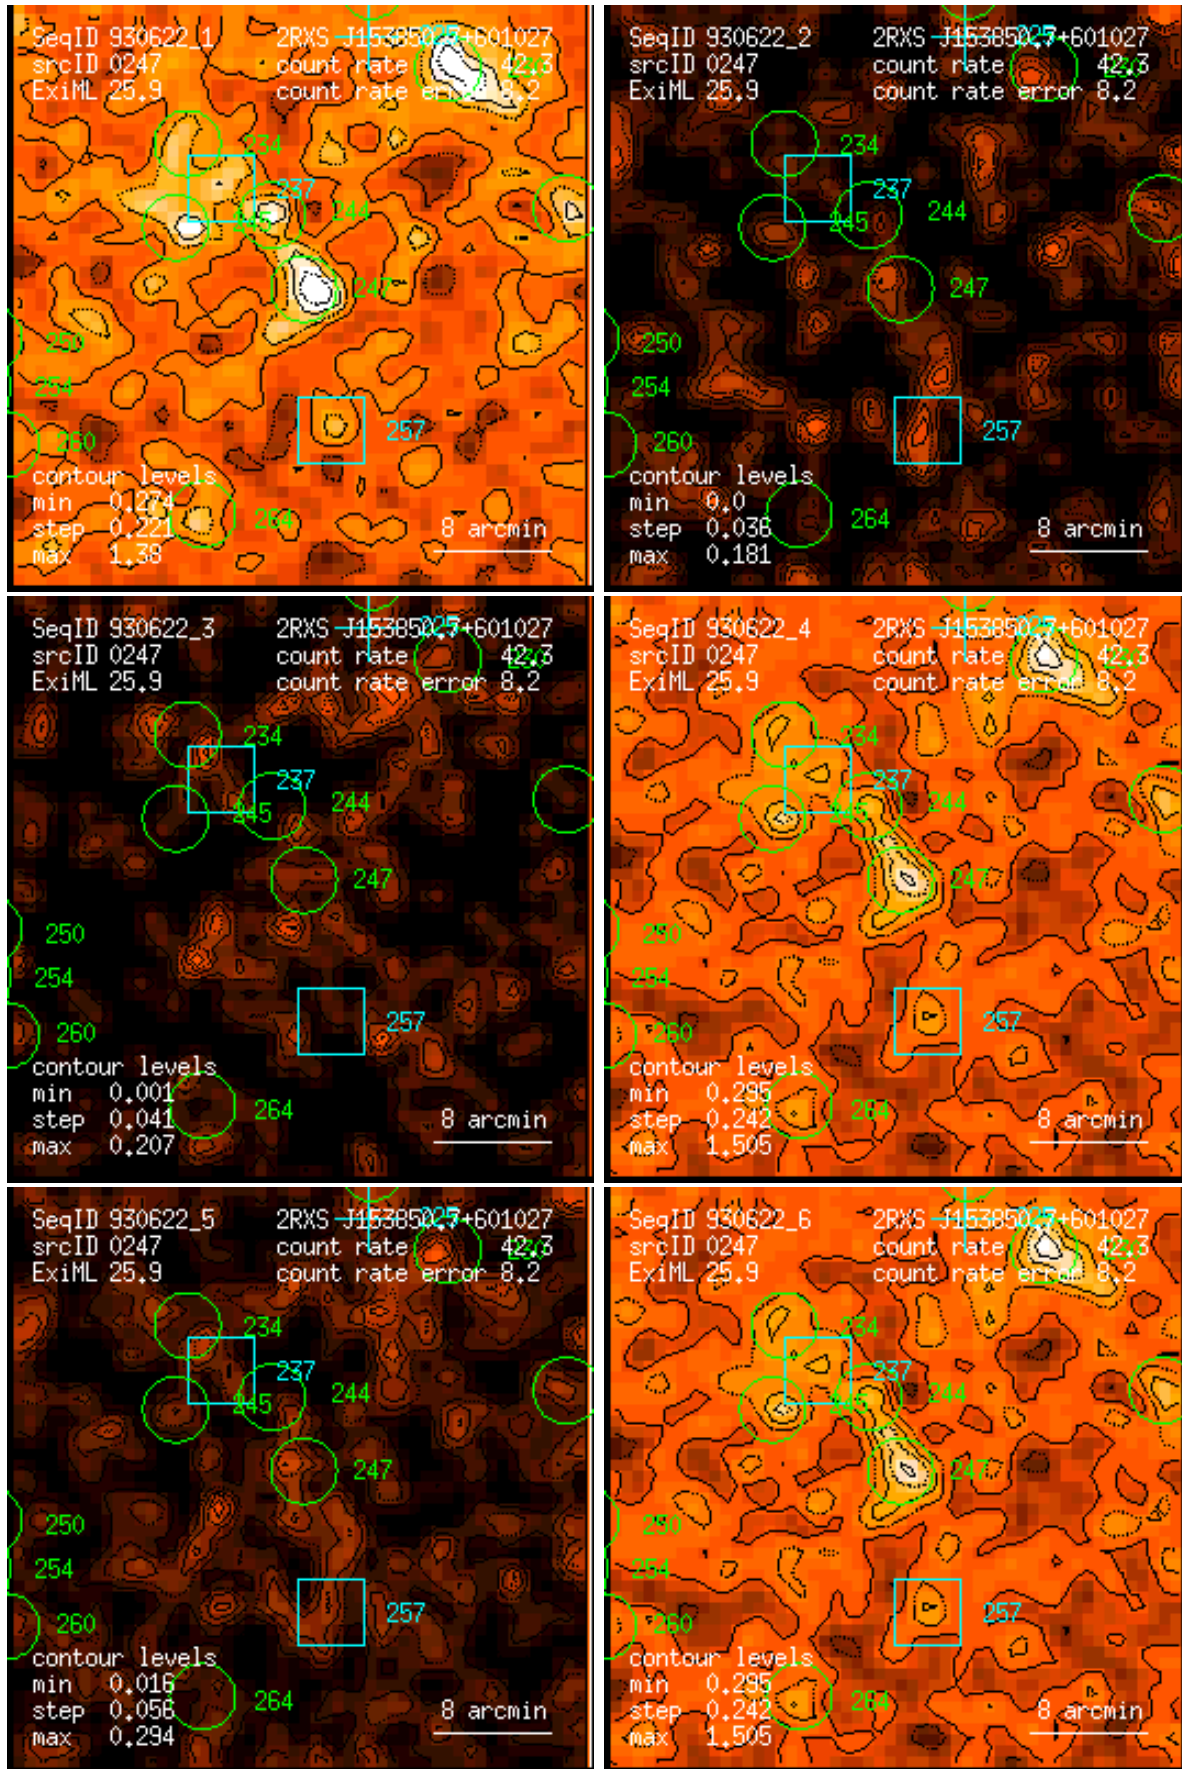 SeqID 930622_1 2RXS J153850.7+601027
srcID 0247 count rate 42.3
ExiML 25.9 count rate error 8.2
234
237
245 244
247
250
254
257
260
contour levels
min 0.274
step 0.221 264 8 arcmin
max 1.38
SeqID 930622_2 2RXS J153850.7+601027
srcID 0247 count rate 42.3
ExiML 25.9 count rate error 8.2
234
237
245 244
247
250
254
257
260
contour levels
min 0.0
step 0.036 264 8 arcmin
max 0.181
SeqID 930622_3 2RXS J153850.7+601027
srcID 0247 count rate 42.3
ExiML 25.9 count rate error 8.2
234
237
245 244
247
250
254
257
260
contour levels
min 0.001
step 0.041 264 8 arcmin
max 0.207
SeqID 930622_4 2RXS J153850.7+601027
srcID 0247 count rate 42.3
ExiML 25.9 count rate error 8.2
234
237
245 244
247
250
254
257
260
contour levels
min 0.295
step 0.242 264 8 arcmin
max 1.505
SeqID 930622_5 2RXS J153850.7+601027
srcID 0247 count rate 42.3
ExiML 25.9 count rate error 8.2
234
237
245 244
247
250
254
257
260
contour levels
min 0.016
step 0.056 264 8 arcmin
max 0.294
SeqID 930622_6 2RXS J153850.7+601027
srcID 0247 count rate 42.3
ExiML 25.9 count rate error 8.2
234
237
245 244
247
250
254
257
260
contour levels
min 0.295
step 0.242 264 8 arcmin
max 1.505